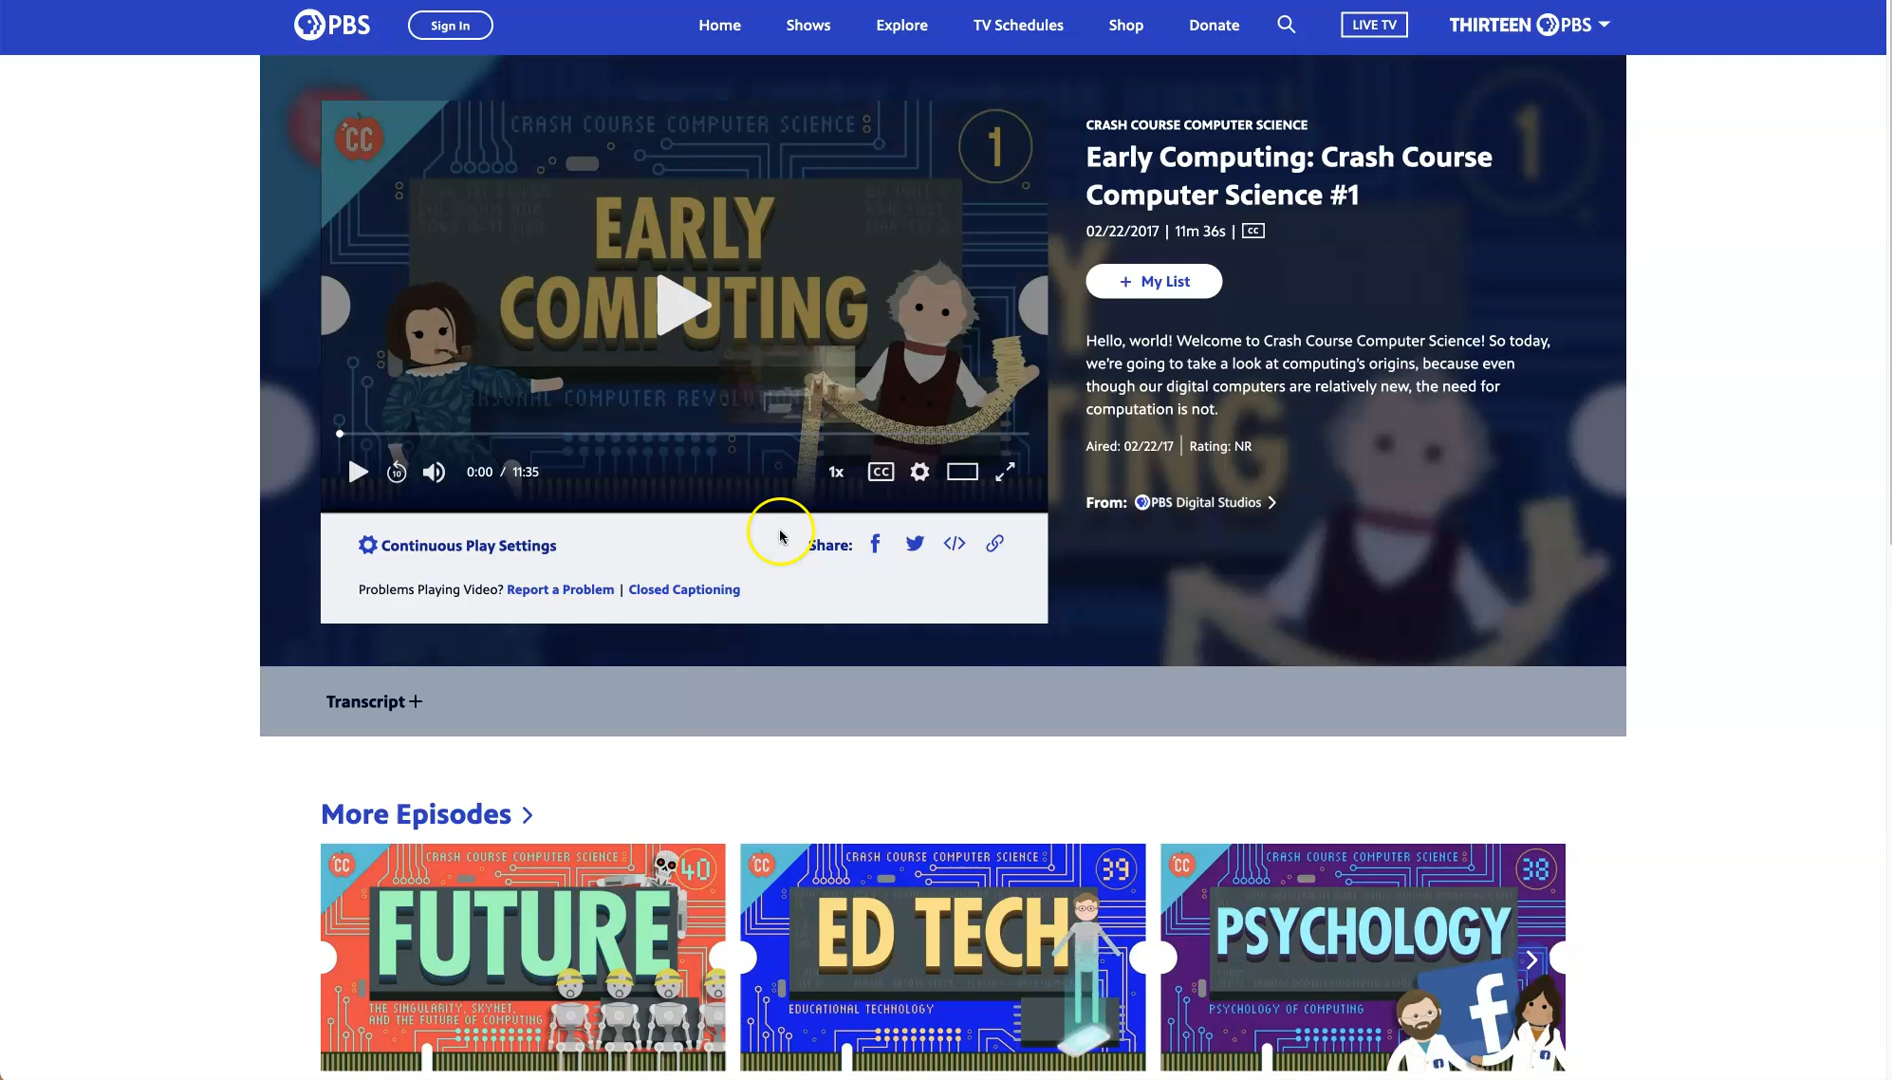 PBS
Sign In
Home
Shows
Explore
TV Schedules
Shop
Donate
LIVE TV
THIRTEEN PBS
CC
CRASH COURSE COMPUTER SCIENCE
1
EARLY
COMPUTING
PERSONAL COMPUTER REVOLUTION
10
0:00 / 11:35
1x
CC
Continuous Play Settings
Share:
Problems Playing Video? Report a Problem | Closed Captioning
CRASH COURSE COMPUTER SCIENCE
Early Computing: Crash Course
Computer Science #1
02/22/2017 | 11m 36s | CC
+ My List
Hello, world! Welcome to Crash Course Computer Science! So today,
we're going to take a look at computing's origins, because even
though our digital computers are relatively new, the need for
computation is not.
Aired: 02/22/17 | Rating: NR
From: PBS Digital Studios
Transcript +
More Episodes
CC
CRASH COURSE COMPUTER SCIENCE
40
FUTURE
THE SINGULARITY, SKYNET,
AND THE FUTURE OF COMPUTING
CC
CRASH COURSE COMPUTER SCIENCE
39
ED TECH
EDUCATIONAL TECHNOLOGY
CC
CRASH COURSE COMPUTER SCIENCE
38
PSYCHOLOGY
PSYCHOLOGY OF COMPUTING
f